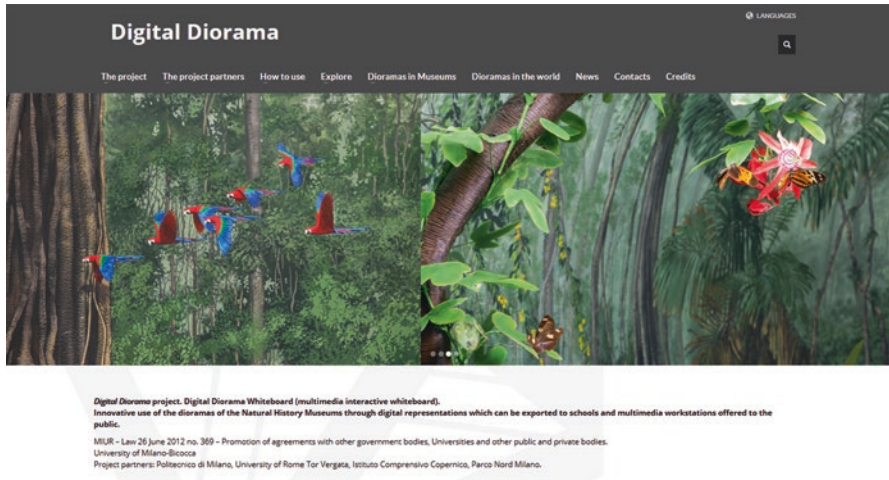 LANGUAGES
Digital Diorama
The project The project partners How to use Explore Dioramas in Museums Dioramas in the world News Contacts Credits
Digital Diorama project. Digital Diorama Whiteboard (multimedia interactive whiteboard).
Innovative use of the dioramas of the Natural History Museums through digital representations which can be exported to schools and multimedia workstations offered to the
public.
MIUR – Law 26 June 2012 no. 369 – Promotion of agreements with other government bodies, Universities and other public and private bodies.
University of Milano-Bicocca
Project partners: Politecnico di Milano, University of Rome Tor Vergata, Istituto Comprensivo Copernico, Parco Nord Milano.